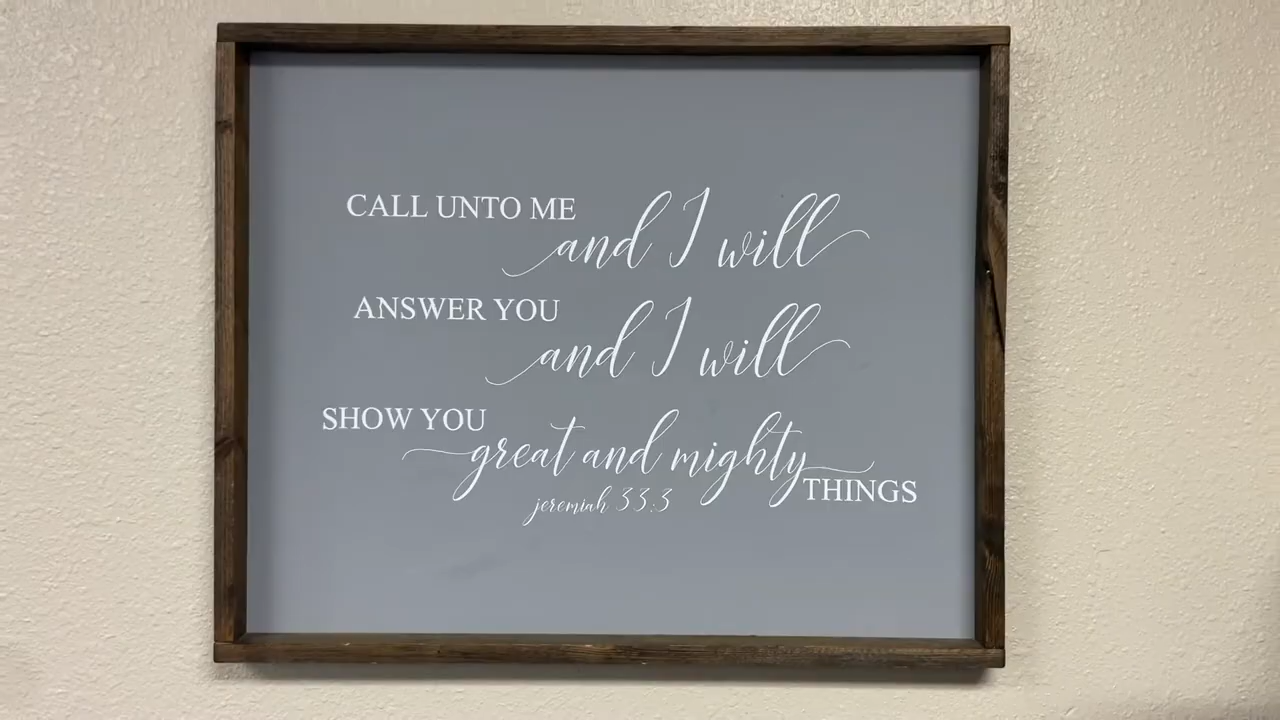 CALL UNTO ME and I will
ANSWER YOU and I will
SHOW YOU great and mighty THINGS
jeremiah 33:3